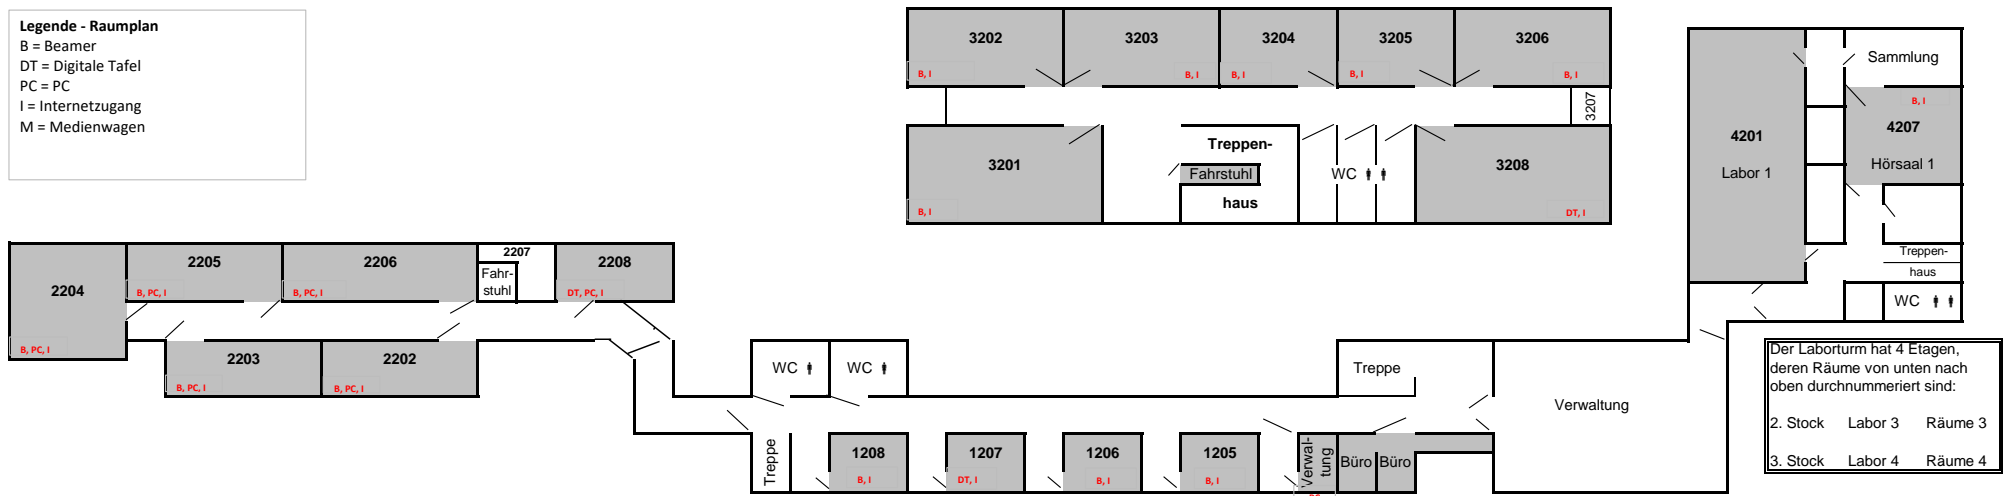 Legende - Raumplan
B = Beamer
DT = Digitale Tafel
PC = PC
I = Internetzugang
M = Medienwagen
3202
3203
3204
3205
3206
B, I
B, I
B, I
B, I
B, I
3207
3201
B, I
Treppen-
Fahrstuhl
haus
WC
3208
DT, I
4201
Labor 1
Sammlung
B, I
4207
Hörsaal 1
Treppen-
haus
WC
2204
B, PC, I
2205
B, PC, I
2206
B, PC, I
2207
Fahr-
stuhl
2208
DT, PC, I
2203
B, PC, I
2202
B, PC, I
WC
WC
Treppe
Treppe
1208
B, I
1207
DT, I
1206
B, I
1205
B, I
Verwal-
tung
Büro
Büro
Verwaltung
Der Laborturm hat 4 Etagen,
deren Räume von unten nach
oben durchnummeriert sind:
2. Stock Labor 3 Räume 3
3. Stock Labor 4 Räume 4